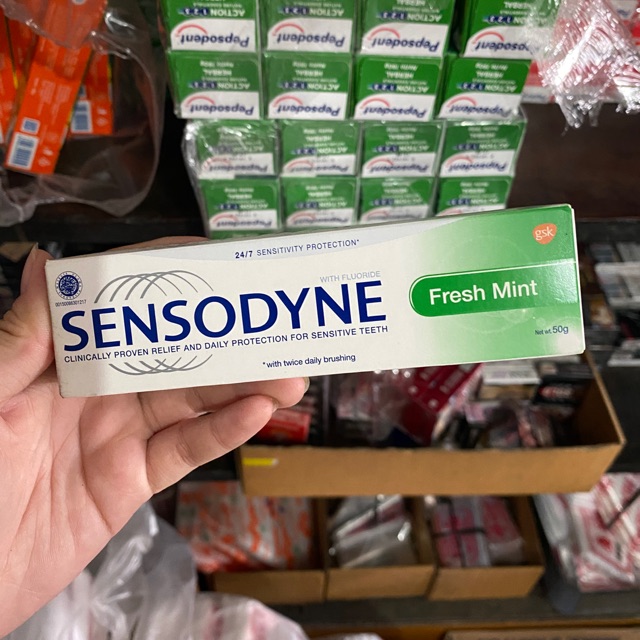 Pepsodent
ACTION 123
HERBAL
24/7 SENSITIVITY PROTECTION*
gsk
WITH FLUORIDE
SENSODYNE
Fresh Mint
CLINICALLY PROVEN RELIEF AND DAILY PROTECTION FOR SENSITIVE TEETH
*with twice daily brushing
Net wt. 50g